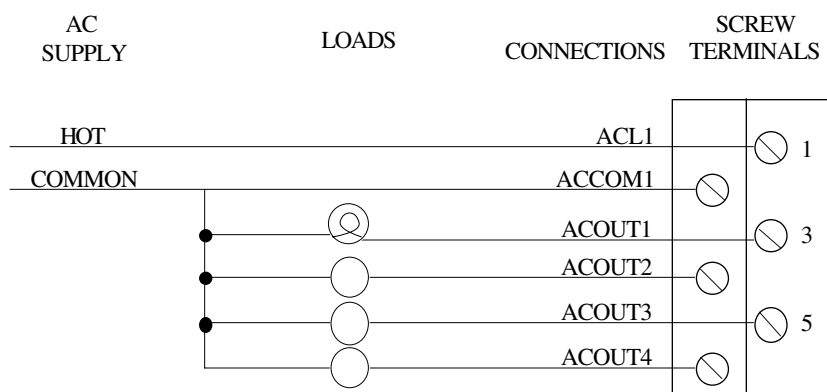 AC
SUPPLY
LOADS
CONNECTIONS
SCREW
TERMINALS
HOT
ACL1
1
COMMON
ACCOM1
ACOUT1
3
ACOUT2
ACOUT3
5
ACOUT4